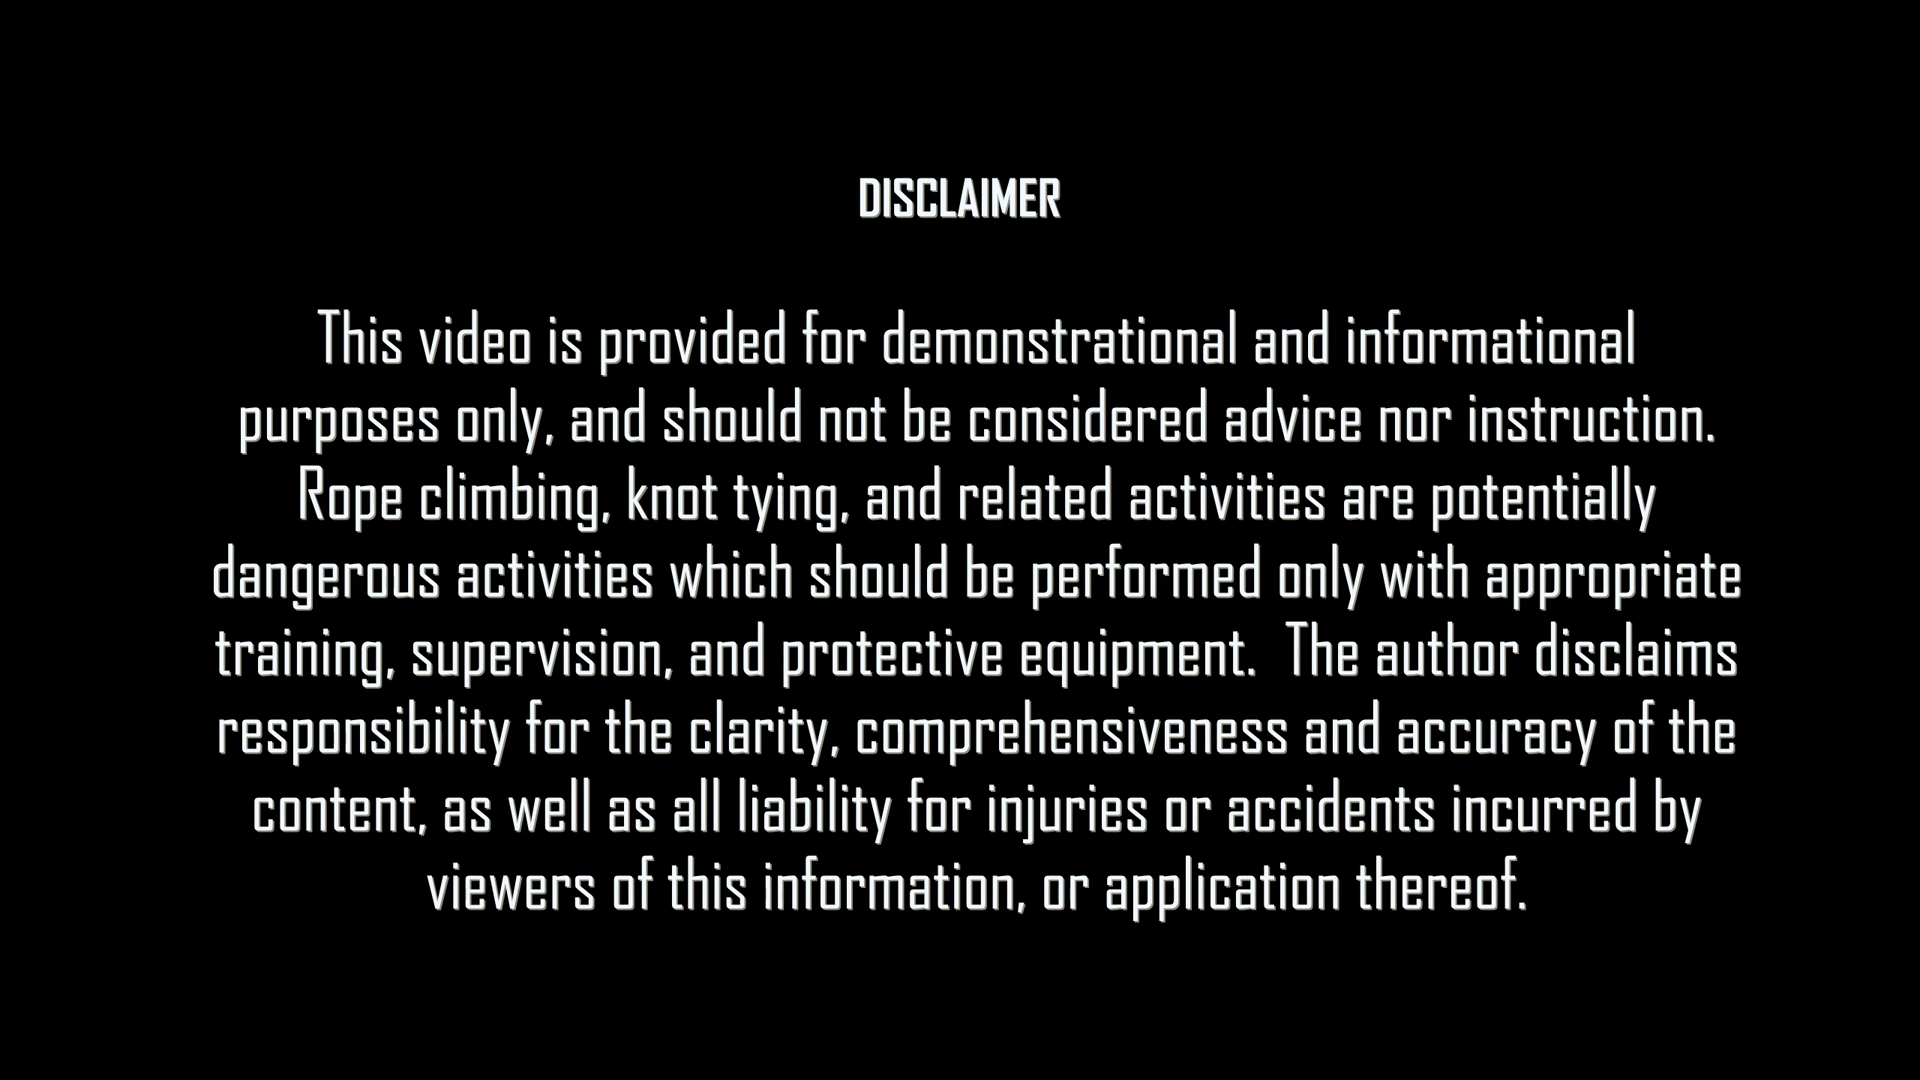 DISCLAIMER
This video is provided for demonstrational and informational
purposes only, and should not be considered advice nor instruction.
Rope climbing, knot tying, and related activities are potentially
dangerous activities which should be performed only with appropriate
training, supervision, and protective equipment.  The author disclaims
responsibility for the clarity, comprehensiveness and accuracy of the
content, as well as all liability for injuries or accidents incurred by
viewers of this information, or application thereof.